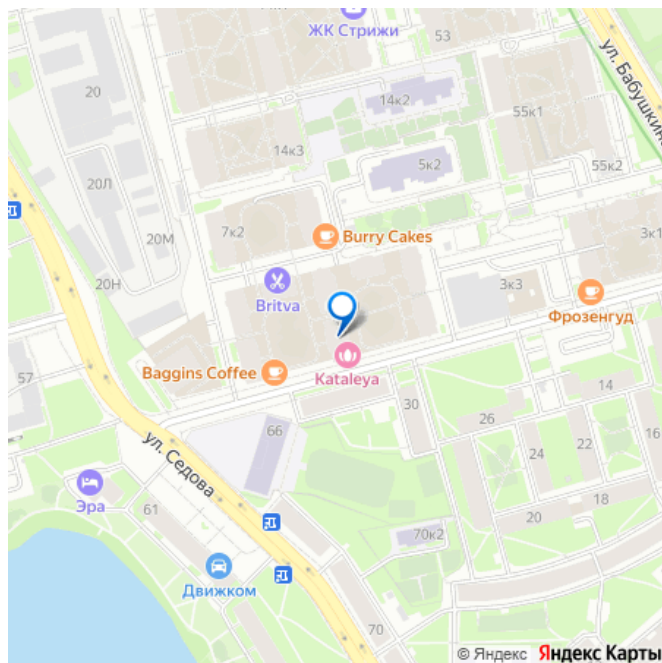 ЖК Стрижи
53
ул. Бабушкина
20
14к2
55к1
14к3
5к2
55к2
20Л
7к2
Burry Cakes
3к1
20М
20Н
3к3
Britva
Фрозенгуд
Baggins Coffee
Kataleya
57
14
30
26
66
24
22
16
ул. Седова
18
Эра
61
20
70к2
Движком
70
© Яндекс Яндекс Карты